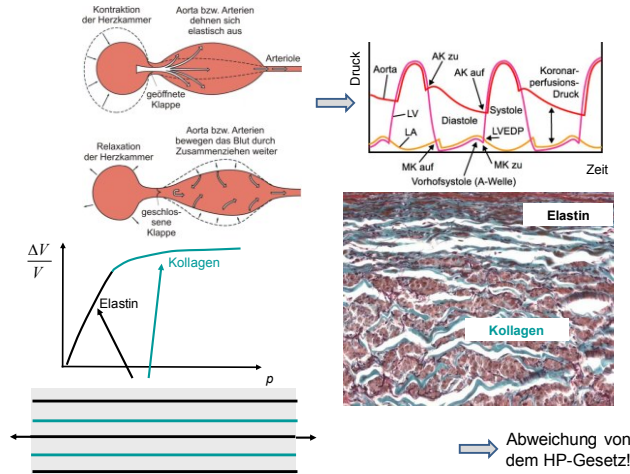 Kontraktion
der Herzkammer
Aorta bzw. Arterien
dehnen sich
elastisch aus
Arteriole
geöffnete
Klappe
Relaxation
der Herzkammer
Aorta bzw. Arterien
bewegen das Blut durch
Zusammenziehen weiter
geschlos-
sene
Klappe
Druck
Aorta
AK zu
AK auf
Koronar-
perfusions-
Druck
LV
Diastole
Systole
LA
LVEDP
MK auf
MK zu
Zeit
Vorhofsystole (A-Welle)
ΔV
V
Kollagen
Elastin
p
Elastin
Kollagen
Abweichung von
dem HP-Gesetz!